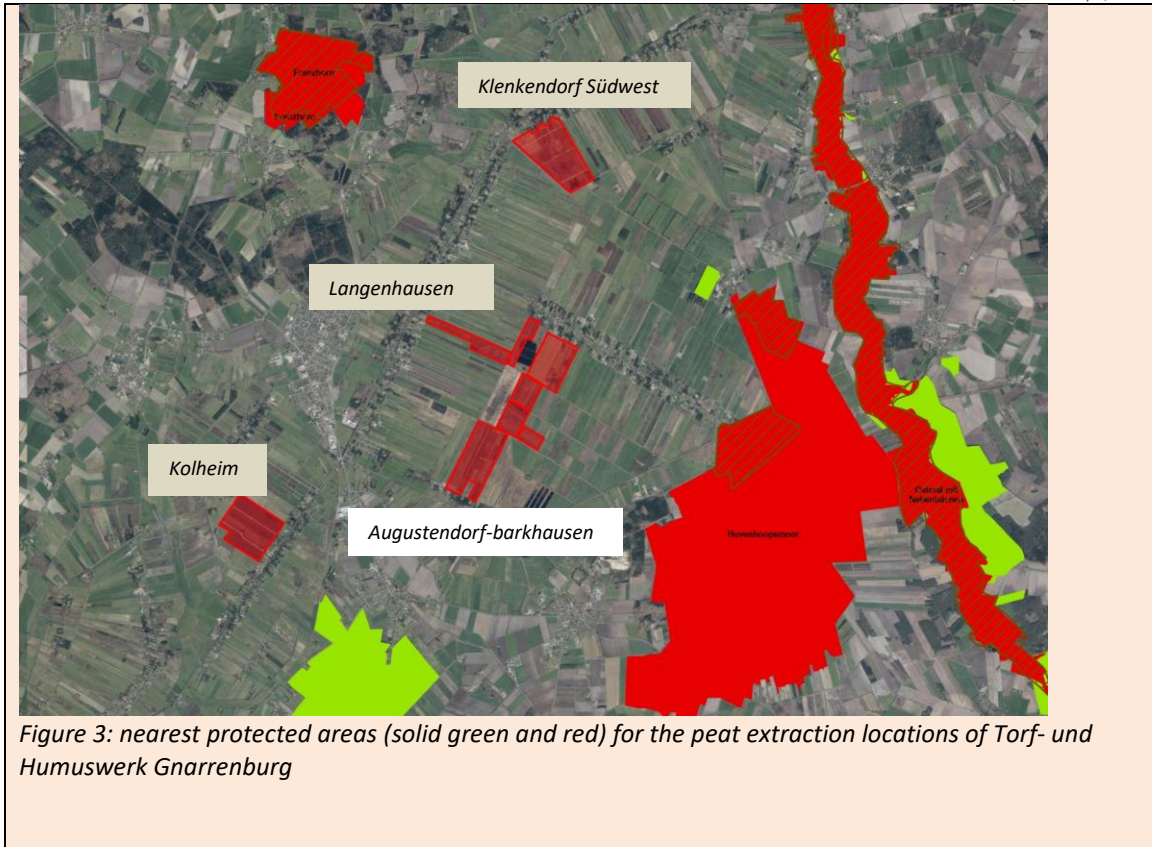 Klenkendorf Südwest
Langenhausen
Kolheim
Augustendorf-barkhausen
Huvenhoopsmoor
Figure 3: nearest protected areas (solid green and red) for the peat extraction locations of Torf- und
Humuswerk Gnarrenburg